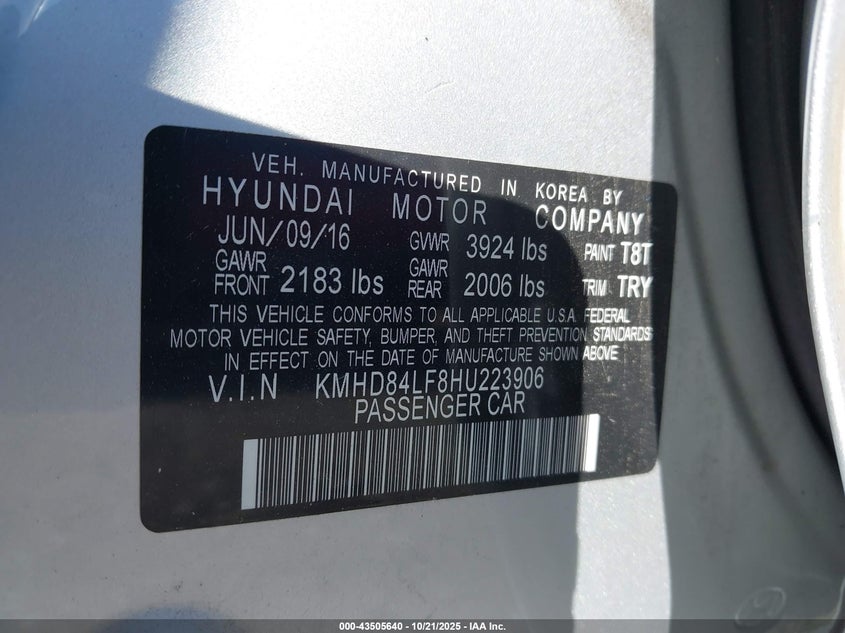 VEH. MANUFACTURED IN KOREA BY
HYUNDAI MOTOR COMPANY
JUN/09/16 GVWR 3924 lbs PAINT T8T
GAWR FRONT 2183 lbs GAWR REAR 2006 lbs TRIM TRY
THIS VEHICLE CONFORMS TO ALL APPLICABLE U.S.A. FEDERAL
MOTOR VEHICLE SAFETY, BUMPER, AND THEFT PREVENTION STANDARDS
IN EFFECT ON THE DATE OF MANUFACTURE SHOWN ABOVE.
V.I.N KMHD84LF8HU223906
PASSENGER CAR
000-43505640 - 10/21/2025 - IAA Inc.